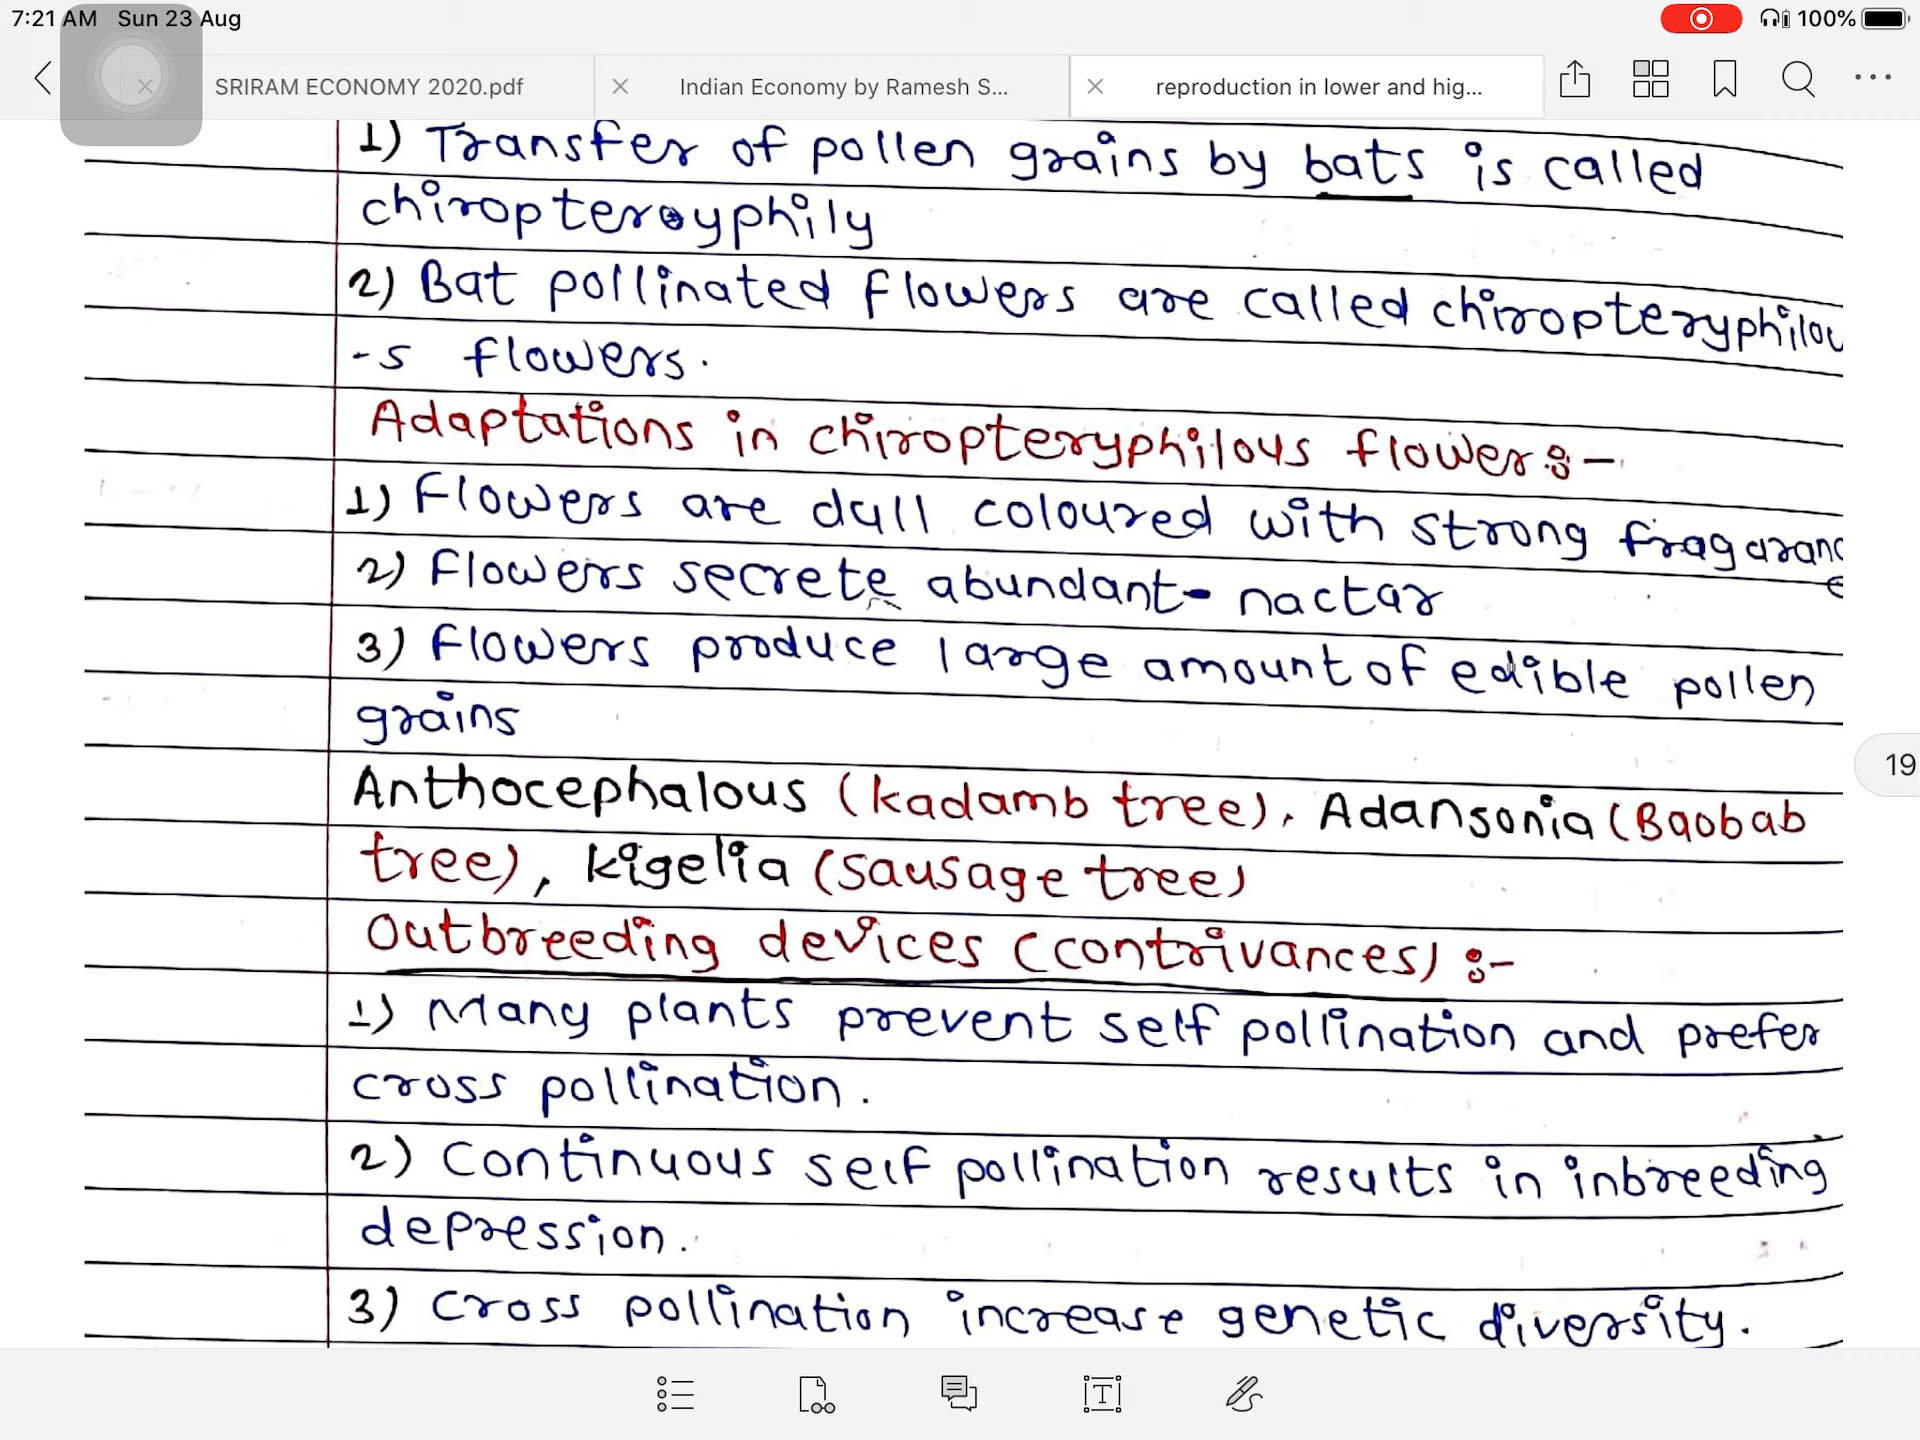 7:21 AM Sun 23 Aug
100%
SRIRAM ECONOMY 2020.pdf
Indian Economy by Ramesh S...
reproduction in lower and hig...
1) Transfer of pollen grains by bats is called
chiropteroyphily
2) Bat pollinated flowers are called chiropteryphilou
-s flowers.
Adaptations in chiropteryphilous flowers:-
1) Flowers are dull coloured with strong fragaranc
e
2) Flowers secrete abundant- nactar
3) Flowers produce large amount of edible pollen
grains
Anthocephalous (kadamb tree), Adansonia (Baobab
tree), kigelia (sausage tree)
Outbreeding devices (contrivances) :-
1) Many plants prevent self pollination and prefer
cross pollination.
2) Continuous self pollination results in inbreeding
depression.
3) Cross pollination increase genetic diversity.
19